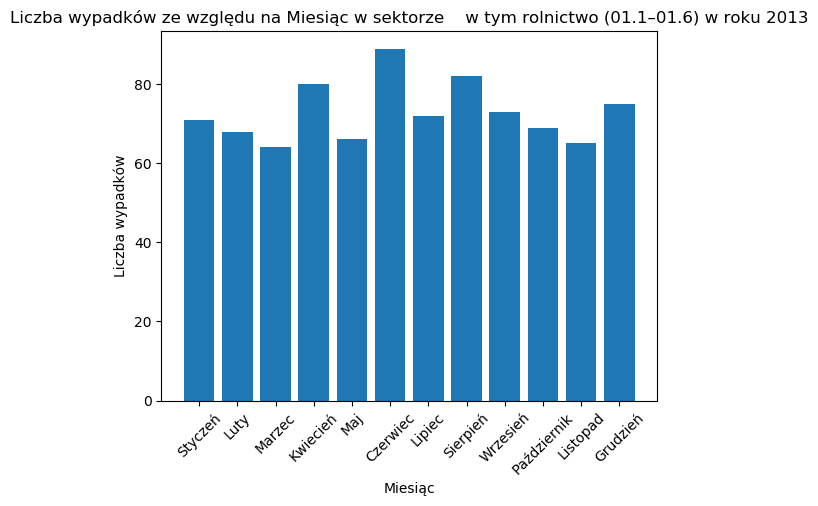 Liczba wypadków ze względu na Miesiąc w sektorze    w tym rolnictwo (01.1–01.6) w roku 2013
Liczba wypadków
80
60
40
20
0
Styczeń
Luty
Marzec
Kwiecień
Maj
Czerwiec
Lipiec
Sierpień
Wrzesień
Październik
Listopad
Grudzień
Miesiąc